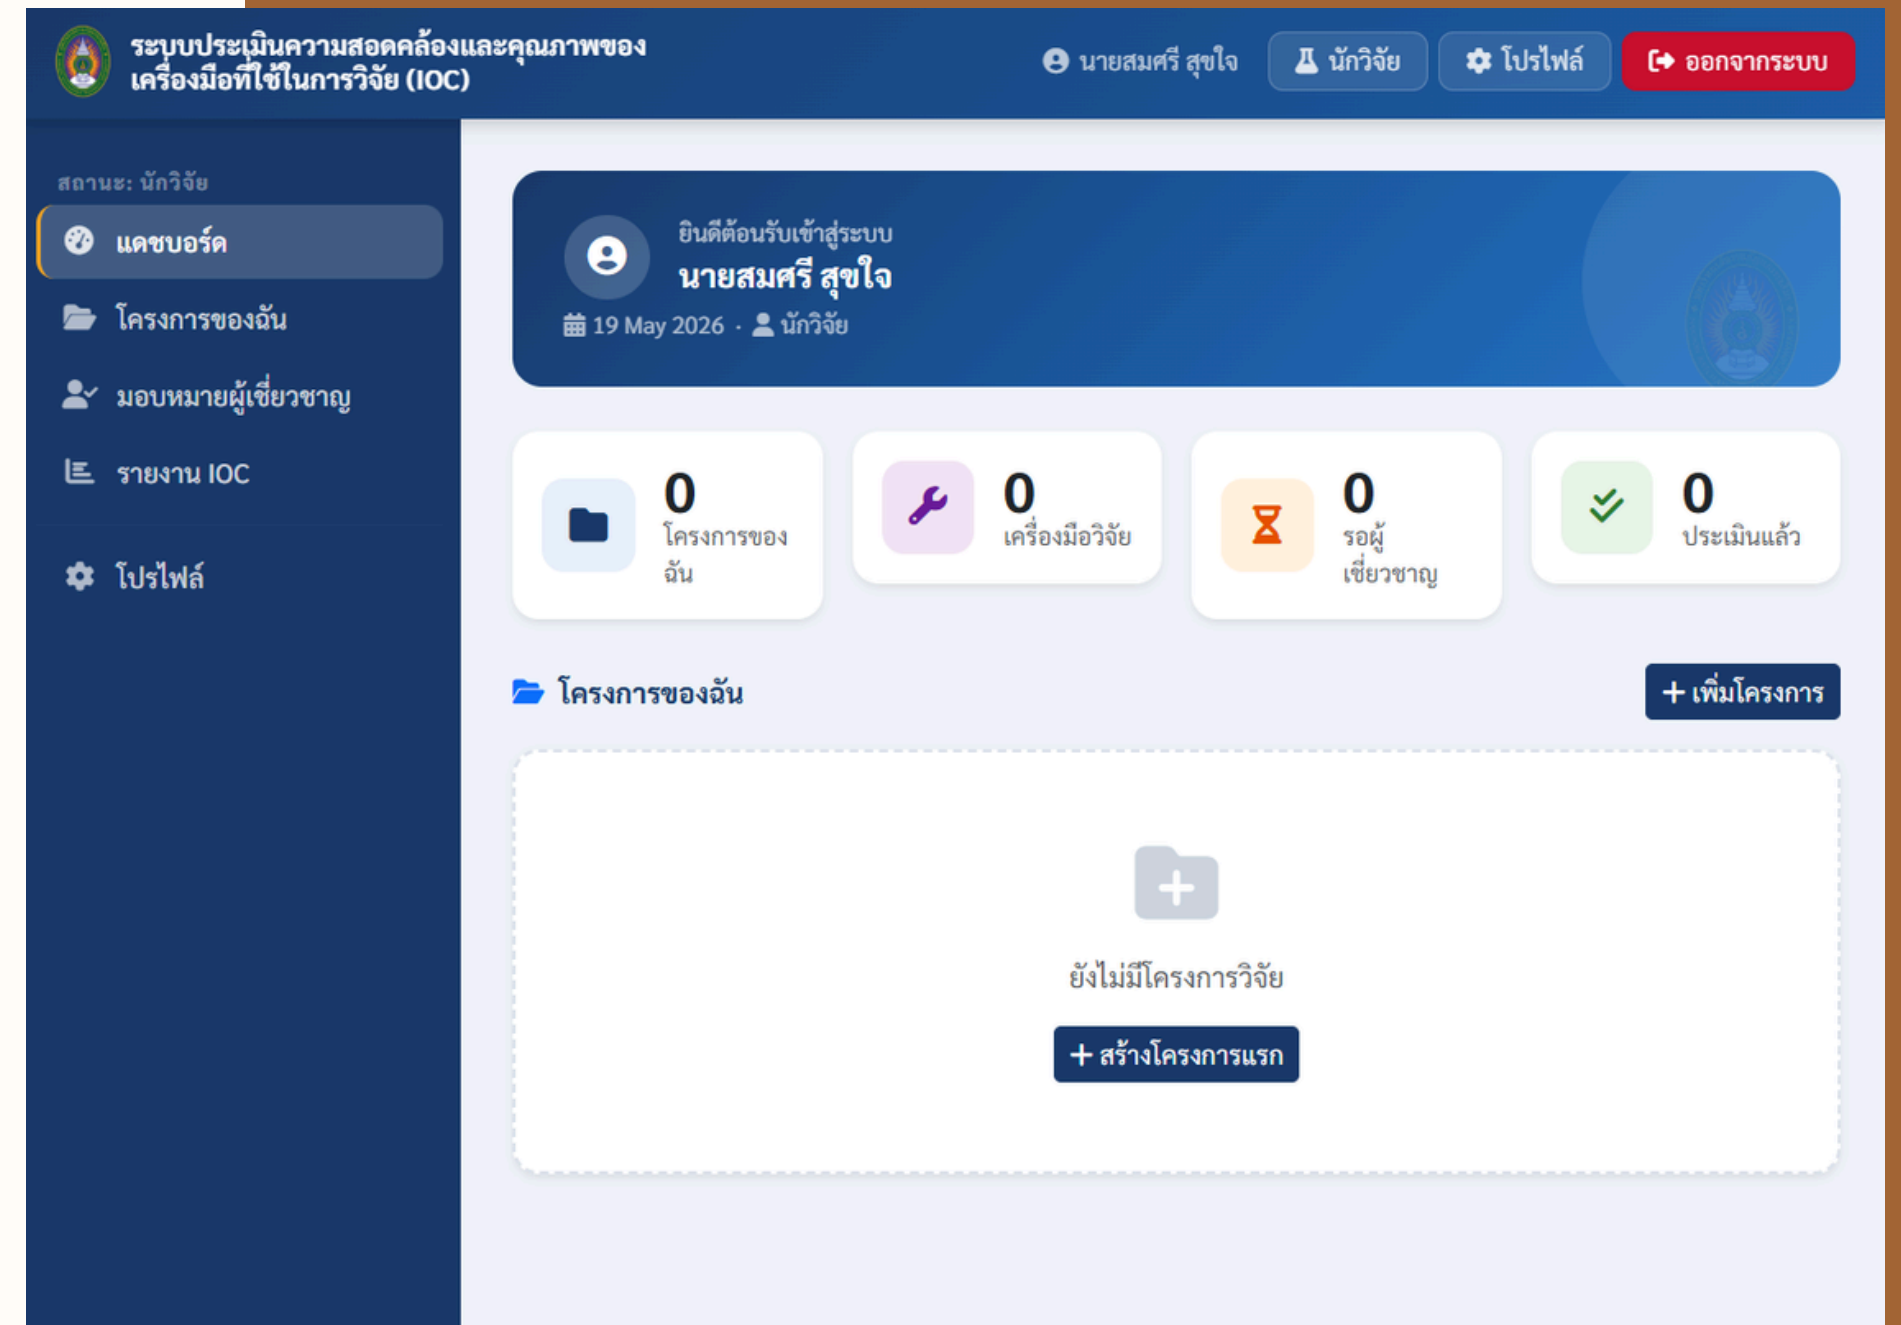 ระบบประเมินความสอดคล้องและคุณภาพของ
เครื่องมือที่ใช้ในการวิจัย (IOC)
นายสมศรี สุขใจ
นักวิจัย
โปรไฟล์
ออกจากระบบ
สถานะ: นักวิจัย
แดชบอร์ด
โครงการของฉัน
มอบหมายผู้เชี่ยวชาญ
รายงาน IOC
โปรไฟล์
ยินดีต้อนรับเข้าสู่ระบบ
นายสมศรี สุขใจ
19 May 2026 · นักวิจัย
0
โครงการของ
ฉัน
0
เครื่องมือวิจัย
0
รอผู้
เชี่ยวชาญ
0
ประเมินแล้ว
โครงการของฉัน
+ เพิ่มโครงการ
ยังไม่มีโครงการวิจัย
+ สร้างโครงการแรก